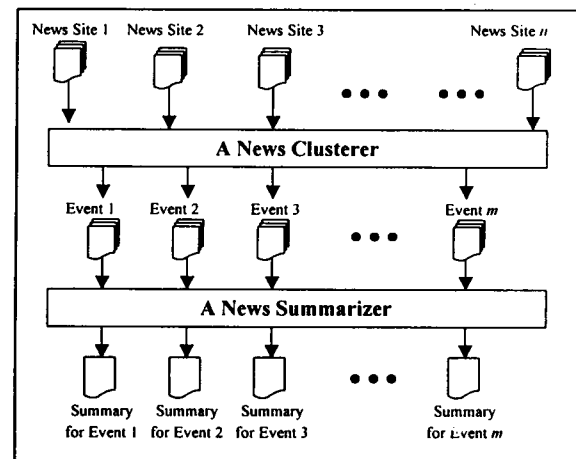 News Site 1 News Site 2 News Site 3 News Site n
A News Clusterer
Event 1 Event 2 Event 3 Event m
A News Summarizer
Summary Summary Summary Summary
for Event 1 for Event 2 for Event 3 for Event m